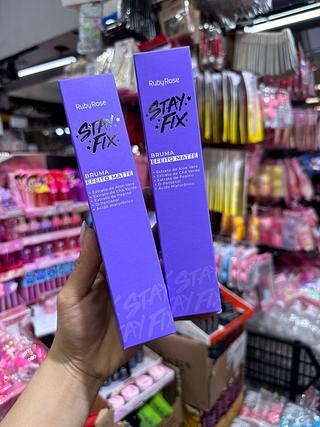 RubyRose
STAY
FIX
BRUMA
EFEITO MATTE
+ Extrato de Aloe Vera
+ Extrato de Chá Verde
+ Extrato de Pepino
+ D-Pantenol
+ Ácido Hialurônico
STAY
STAY FIX
RubyRose
STAY
FIX
BRUMA
EFEITO MATTE
+ Extrato de Aloe Vera
+ Extrato de Chá Verde
+ Extrato de Pepino
+ D-Pantenol
+ Ácido Hialurônico
STAY
STAY FIX